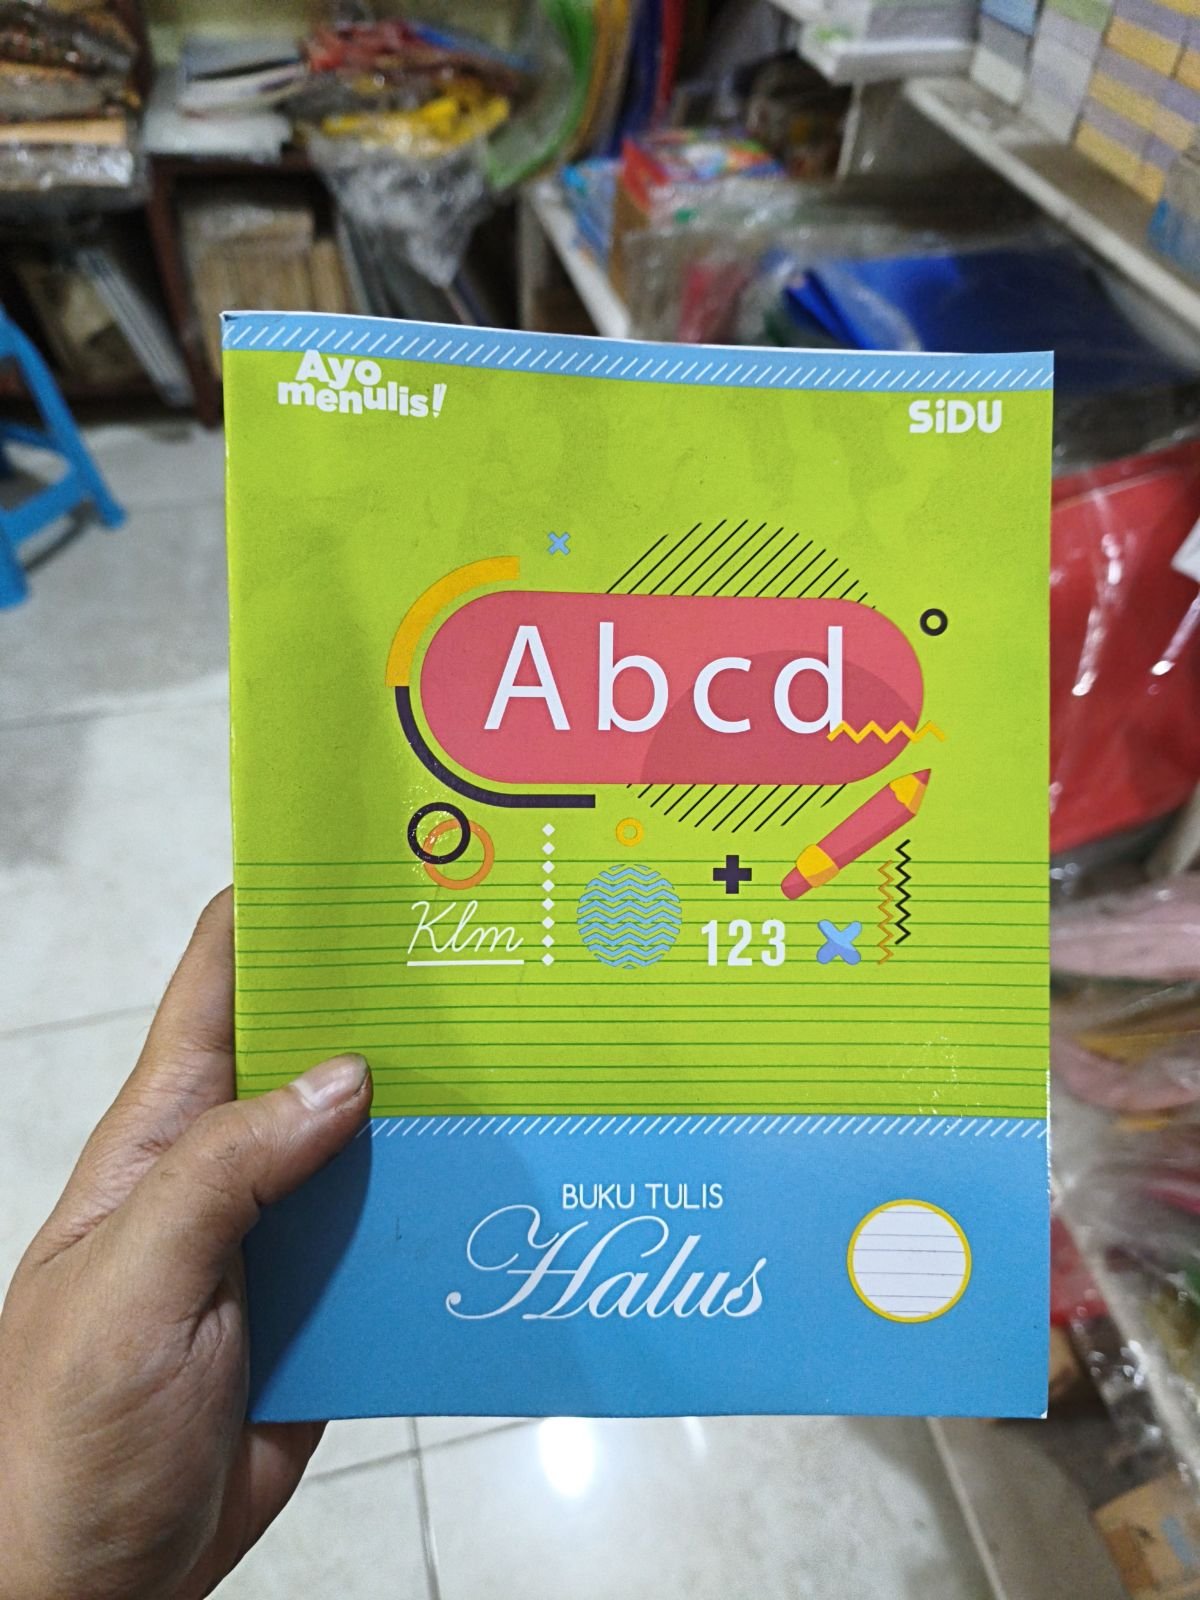 Ayo
menulis!
SiDU
Abcd
Klm
123
BUKU TULIS
Halus